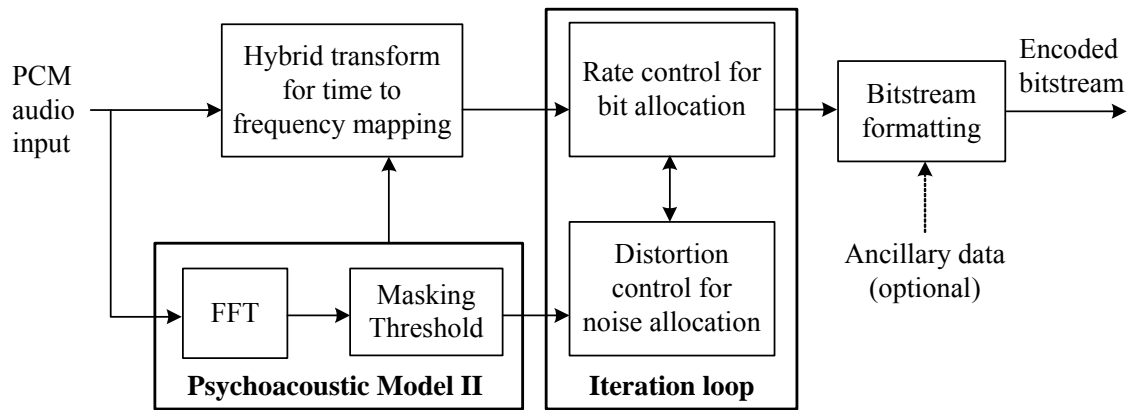 PCM
audio
input
Hybrid transform
for time to
frequency mapping
Rate control for
bit allocation
Bitstream
formatting
Encoded
bitstream
FFT
Masking
Threshold
Psychoacoustic Model II
Distortion
control for
noise allocation
Iteration loop
Ancillary data
(optional)